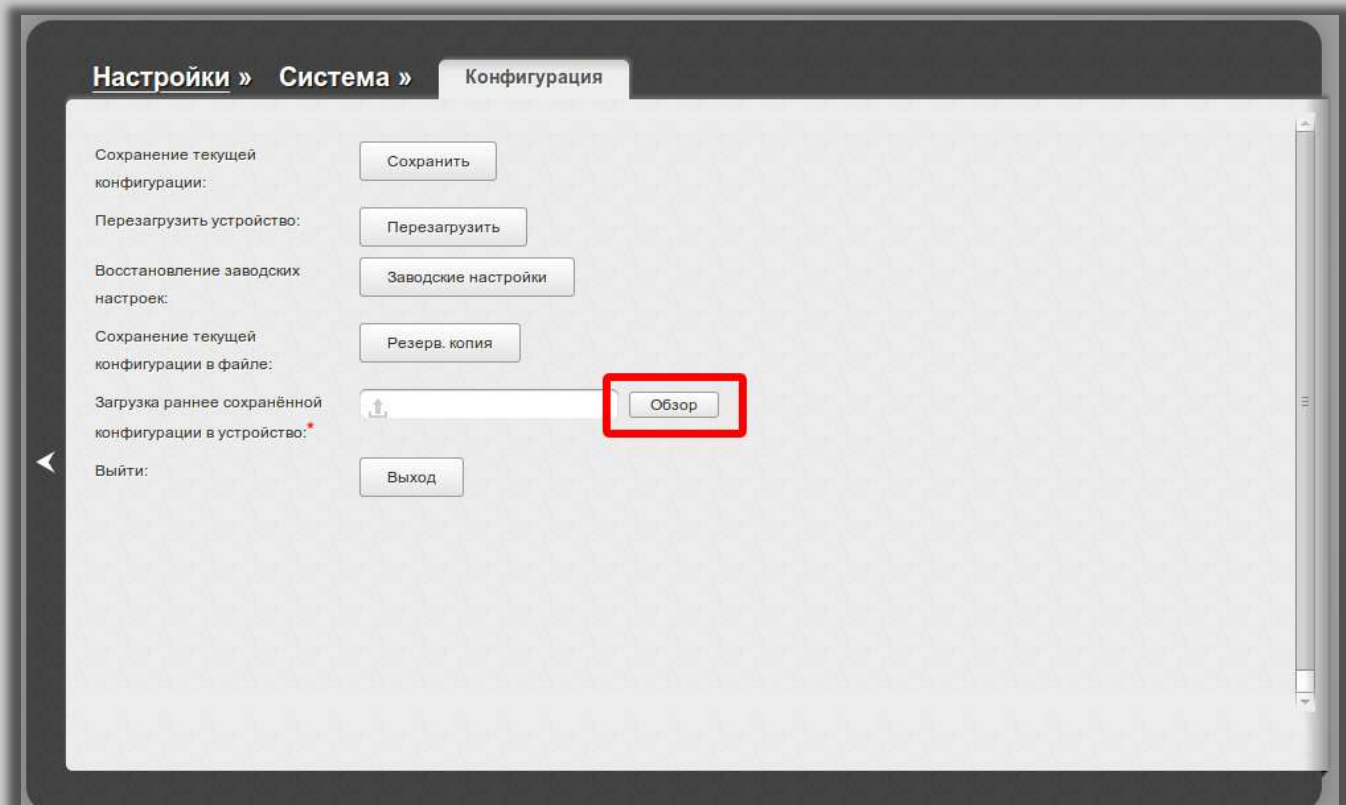 Настройки » Система » Конфигурация
Сохранение текущей
конфигурации:
Сохранить
Перезагрузить устройство:
Перезагрузить
Восстановление заводских
настроек:
Заводские настройки
Сохранение текущей
конфигурации в файле:
Резерв. копия
Загрузка раннее сохранённой
конфигурации в устройство:*
Обзор
Выйти:
Выход